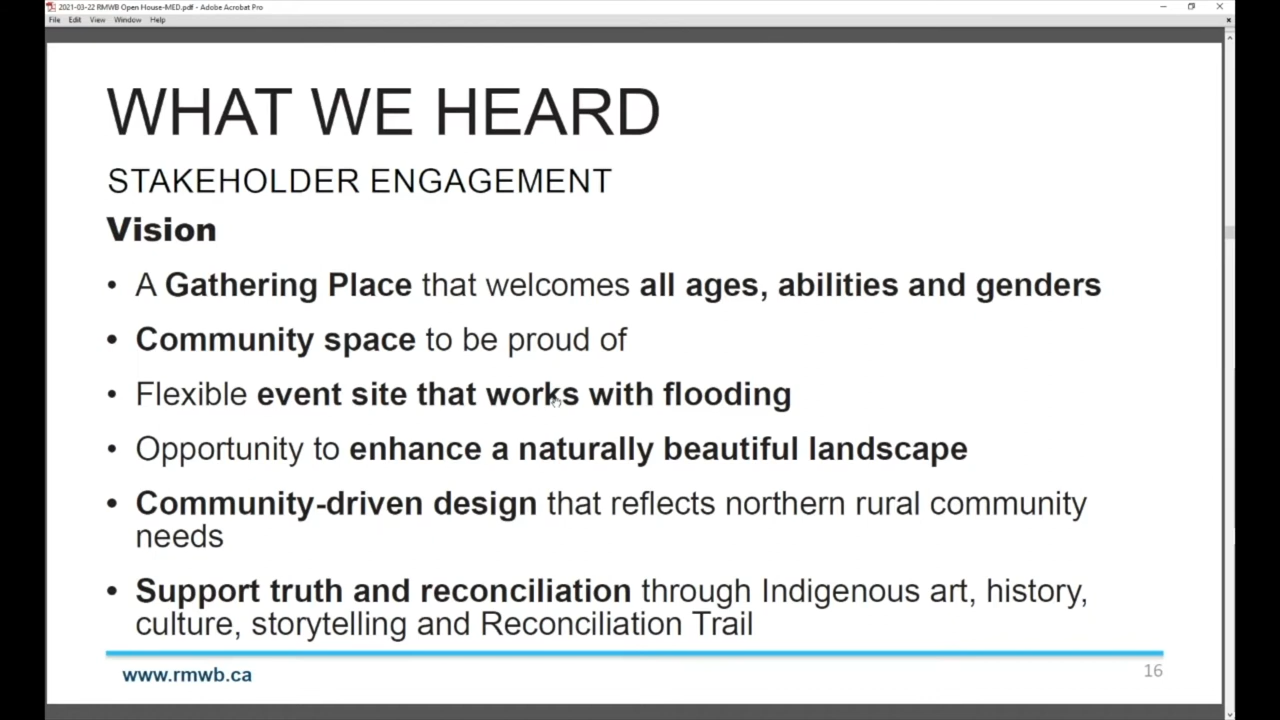 2021-03-22 RMWB Open House-MED.pdf - Adobe Acrobat Pro
File Edit View Window Help
WHAT WE HEARD
STAKEHOLDER ENGAGEMENT
Vision
• A Gathering Place that welcomes all ages, abilities and genders
• Community space to be proud of
• Flexible event site that works with flooding
• Opportunity to enhance a naturally beautiful landscape
• Community-driven design that reflects northern rural community
needs
• Support truth and reconciliation through Indigenous art, history,
culture, storytelling and Reconciliation Trail
www.rmwb.ca
16